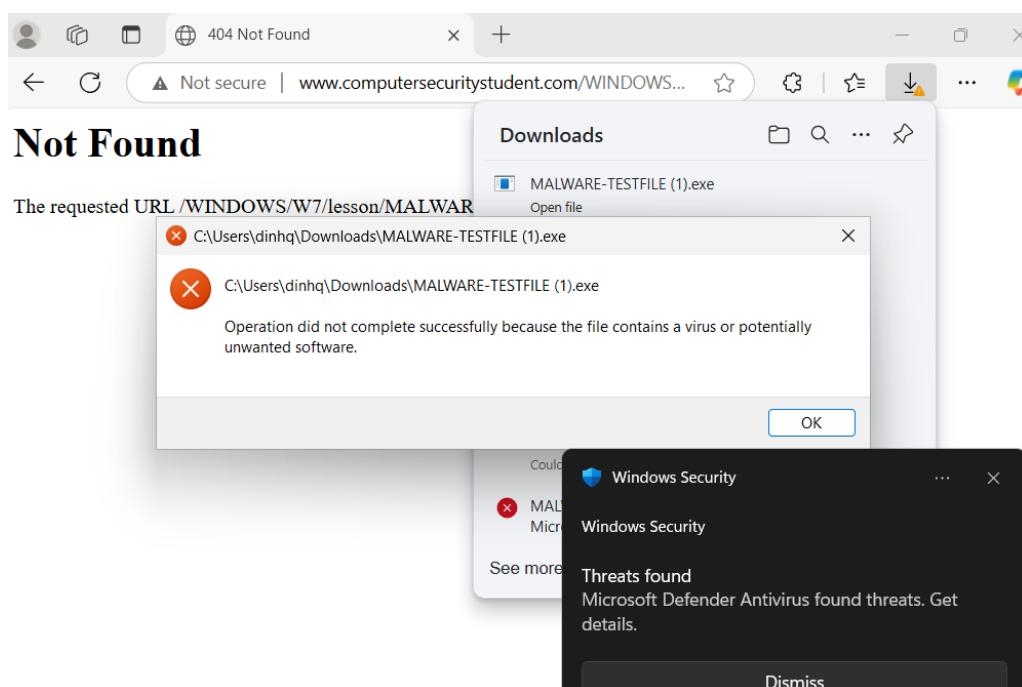 404 Not Found
Not secure | www.computersecuritystudent.com/WINDOWS...
Not Found
The requested URL /WINDOWS/W7/lesson/MALWAR
Downloads
MALWARE-TESTFILE (1).exe
Open file
C:\Users\dinhq\Downloads\MALWARE-TESTFILE (1).exe
C:\Users\dinhq\Downloads\MALWARE-TESTFILE (1).exe
Operation did not complete successfully because the file contains a virus or potentially
unwanted software.
OK
Could
MAL
Micr
See more
Windows Security
Windows Security
Threats found
Microsoft Defender Antivirus found threats. Get
details.
Dismiss